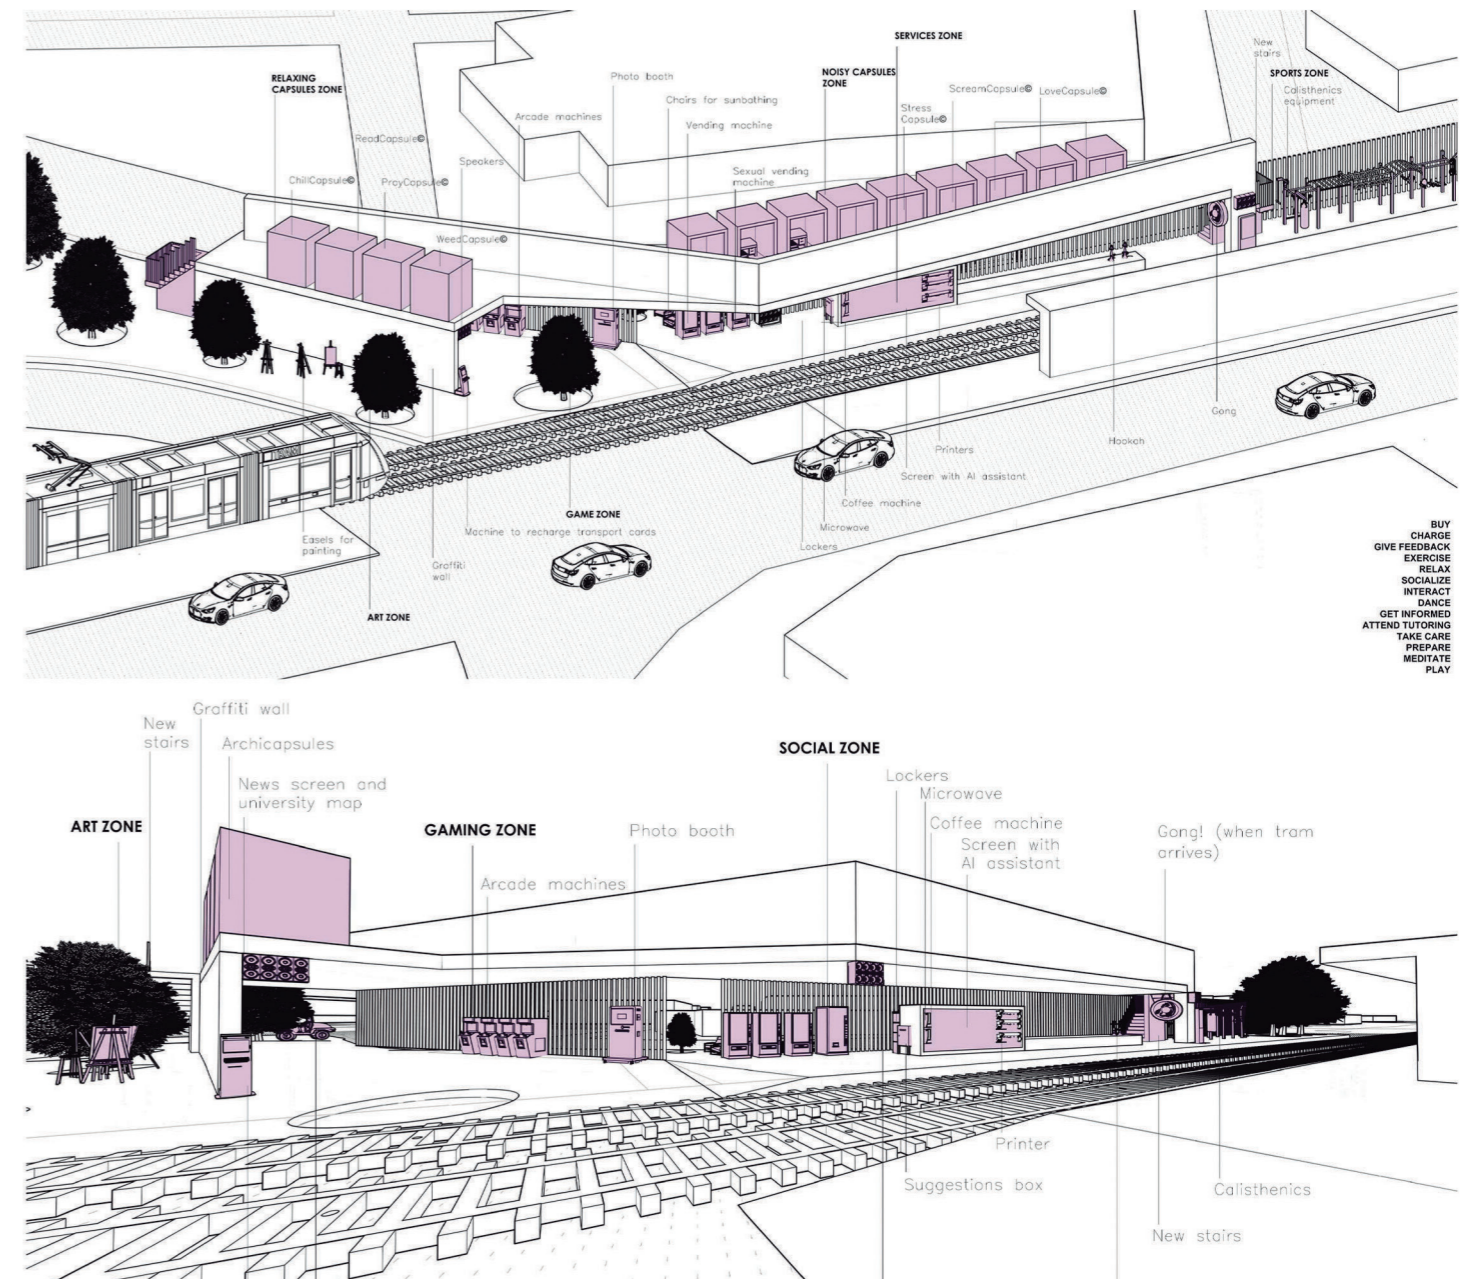 SERVICES ZONE
New
stairs
RELAXING
CAPSULES ZONE
Photo booth
NOISY CAPSULES
ZONE
SPORTS ZONE
ScreamCapsule©
LoveCapsule©
Calisthenics
equipment
Chairs for sunbathing
Stress
Capsule©
Arcade machines
Vending machine
ReadCapsule©
Speakers
Sexual vending
machine
ChillCapsule©
PrayCapsule©
WeedCapsule©
Gong
Hookah
Printers
Screen with AI assistant
Coffee machine
GAME ZONE
Microwave
Machine to recharge transport cards
Easels for
painting
Lockers
Graffiti
wall
ART ZONE
BUY
CHARGE
GIVE FEEDBACK
EXERCISE
RELAX
SOCIALIZE
INTERACT
DANCE
GET INFORMED
ATTEND TUTORING
TAKE CARE
PREPARE
MEDITATE
PLAY
Graffiti wall
New
stairs
Archicapsules
SOCIAL ZONE
News screen and
university map
Lockers
Microwave
ART ZONE
GAMING ZONE
Photo booth
Coffee machine
Screen with
AI assistant
Gong! (when tram
arrives)
Arcade machines
Printer
Suggestions box
Calisthenics
New stairs